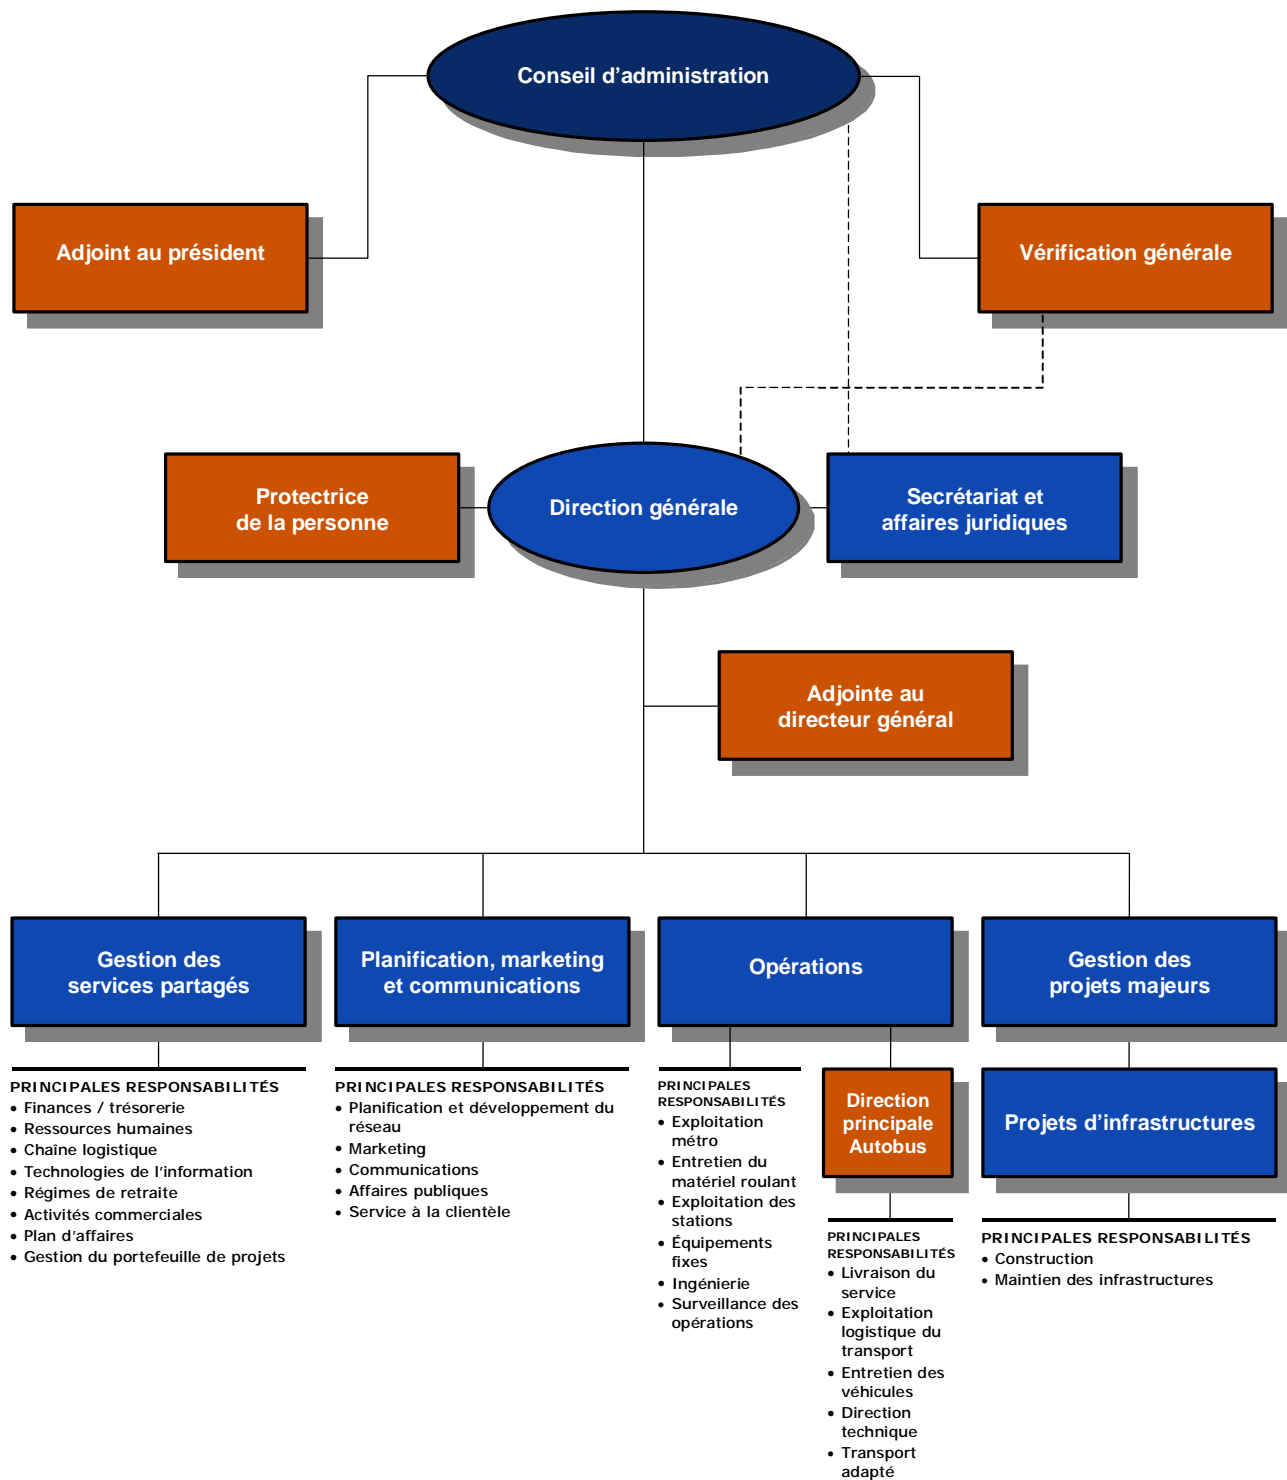 Conseil d'administration
Adjoint au président
Vérification générale
Protectrice
de la personne
Direction générale
Secrétariat et
affaires juridiques
Adjointe au
directeur général
Gestion des
services partagés
Planification, marketing
et communications
Opérations
Gestion des
projets majeurs
PRINCIPALES RESPONSABILITÉS
• Finances / trésorerie
• Ressources humaines
• Chaîne logistique
• Technologies de l'information
• Régimes de retraite
• Activités commerciales
• Plan d'affaires
• Gestion du portefeuille de projets
PRINCIPALES RESPONSABILITÉS
• Planification et développement du
réseau
• Marketing
• Communications
• Affaires publiques
• Service à la clientèle
PRINCIPALES
RESPONSABILITÉS
• Exploitation
métro
• Entretien du
matériel roulant
• Exploitation des
stations
• Équipements
fixes
• Ingénierie
• Surveillance des
opérations
Direction
principale
Autobus
PRINCIPALES
RESPONSABILITÉS
• Livraison du
service
• Exploitation
logistique du
transport
• Entretien des
véhicules
• Direction
technique
• Transport
adapté
Projets d'infrastructures
PRINCIPALES RESPONSABILITÉS
• Construction
• Maintien des infrastructures